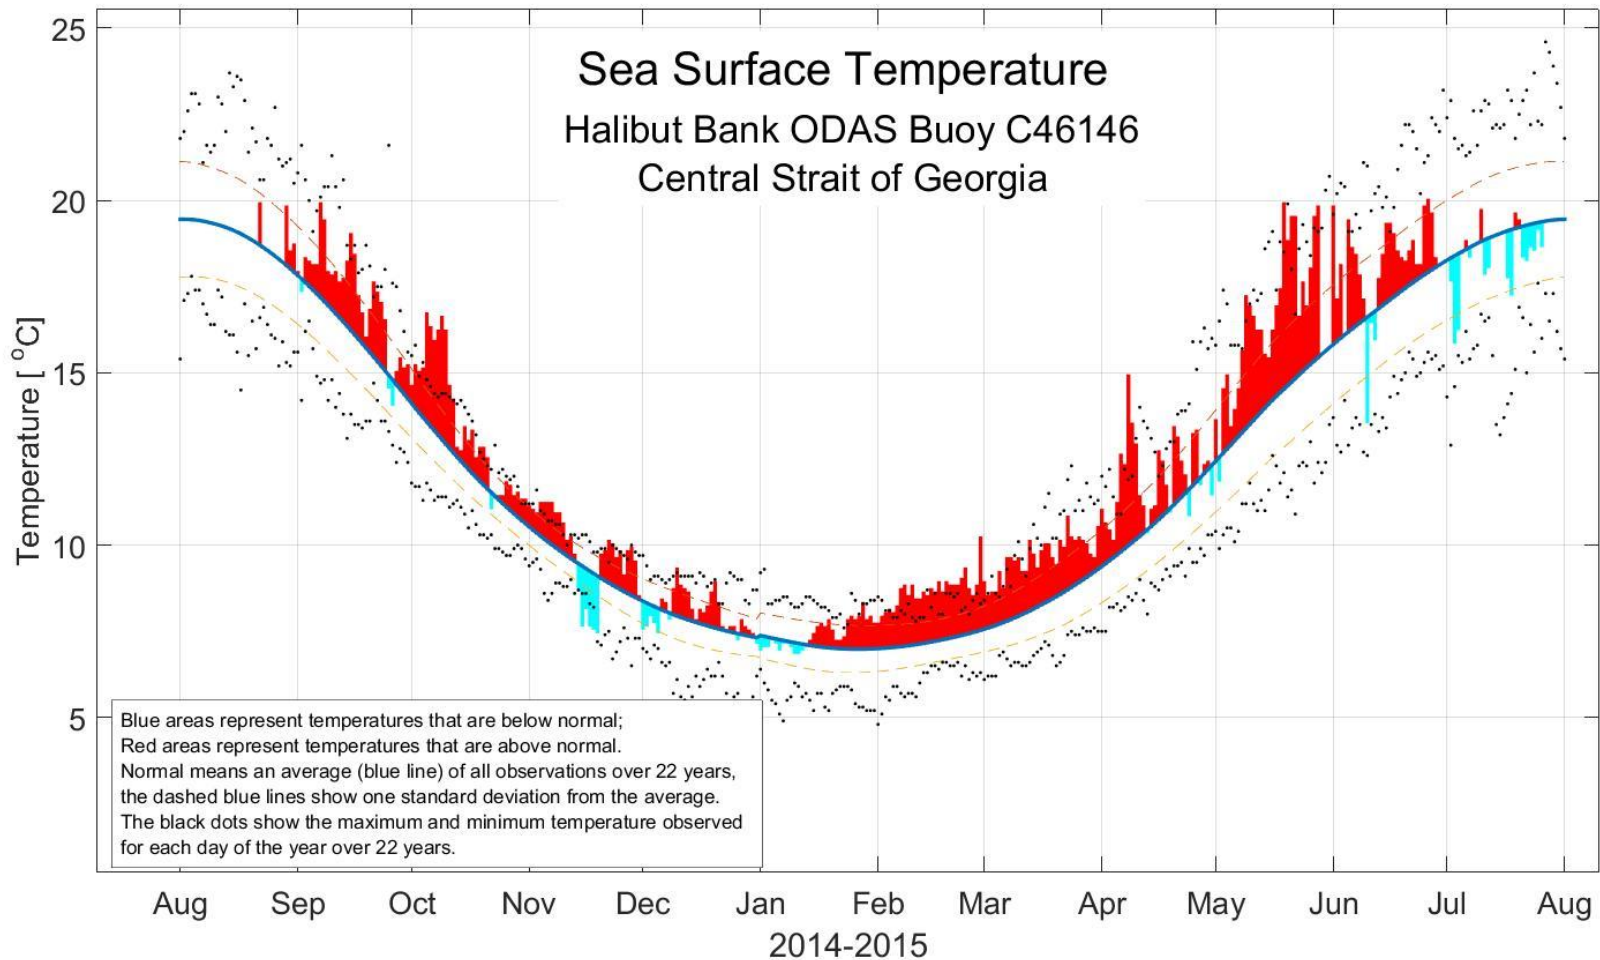 Sea Surface Temperature
Halibut Bank ODAS Buoy C46146
Central Strait of Georgia
Temperature [ °C]
25
20
15
10
5
Blue areas represent temperatures that are below normal;
Red areas represent temperatures that are above normal.
Normal means an average (blue line) of all observations over 22 years,
the dashed blue lines show one standard deviation from the average.
The black dots show the maximum and minimum temperature observed
for each day of the year over 22 years.
Aug Sep Oct Nov Dec Jan Feb Mar Apr May Jun Jul Aug
2014-2015